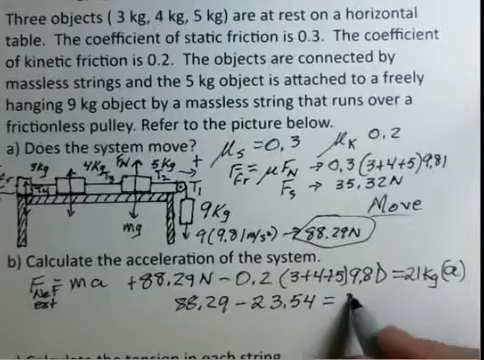 Three objects ( 3 kg, 4 kg, 5 kg) are at rest on a horizontal
table. The coefficient of static friction is 0.3. The coefficient
of kinetic friction is 0.2. The objects are connected by
massless strings and the 5 kg object is attached to a freely
hanging 9 kg object by a massless string that runs over a
frictionless pulley. Refer to the picture below.
a) Does the system move? μs = 0,3 μK 0,2
3kg 4kg T3 FN 5kg T2 + Ffr = μFN → 0,3(3+4+5)9,81
T4 T1 Fs → 35,32N
9Kg Move
mg 9(9.81m/s²) → 88.29N
b) Calculate the acceleration of the system.
FNET ext = ma +88,29N - 0.2 (3+4+5)9,81 = 21kg(a)
88,29 - 23.54 =